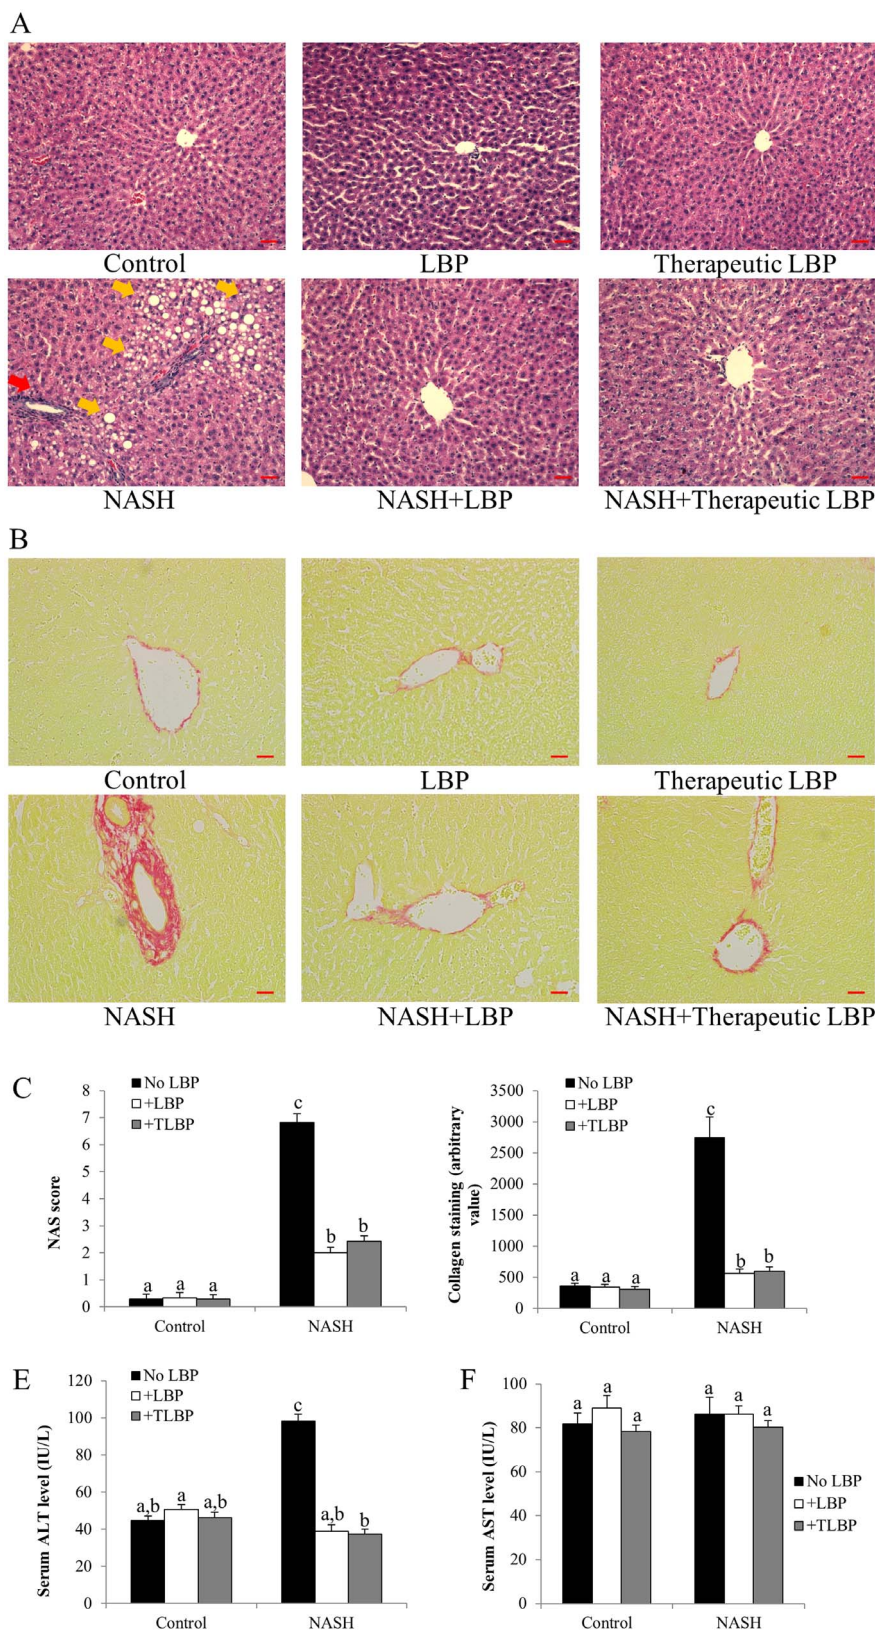 A
Control
LBP
Therapeutic LBP
NASH
NASH+LBP
NASH+Therapeutic LBP
B
Control
LBP
Therapeutic LBP
NASH
NASH+LBP
NASH+Therapeutic LBP
C
No LBP
+LBP
+TLBP
NAS score
8
7
6
5
4
3
2
1
0
a
a
a
c
b
b
Control
NASH
No LBP
+LBP
+TLBP
Collagen staining (arbitrary
value)
3500
3000
2500
2000
1500
1000
500
0
a
a
a
c
b
b
Control
NASH
E
No LBP
+LBP
+TLBP
Serum ALT level (IU/L)
120
100
80
60
40
20
0
a,b
a
a,b
c
a,b
b
Control
NASH
F
Serum AST level (IU/L)
100
80
60
40
20
0
a
a
a
a
a
a
Control
NASH
No LBP
+LBP
+TLBP